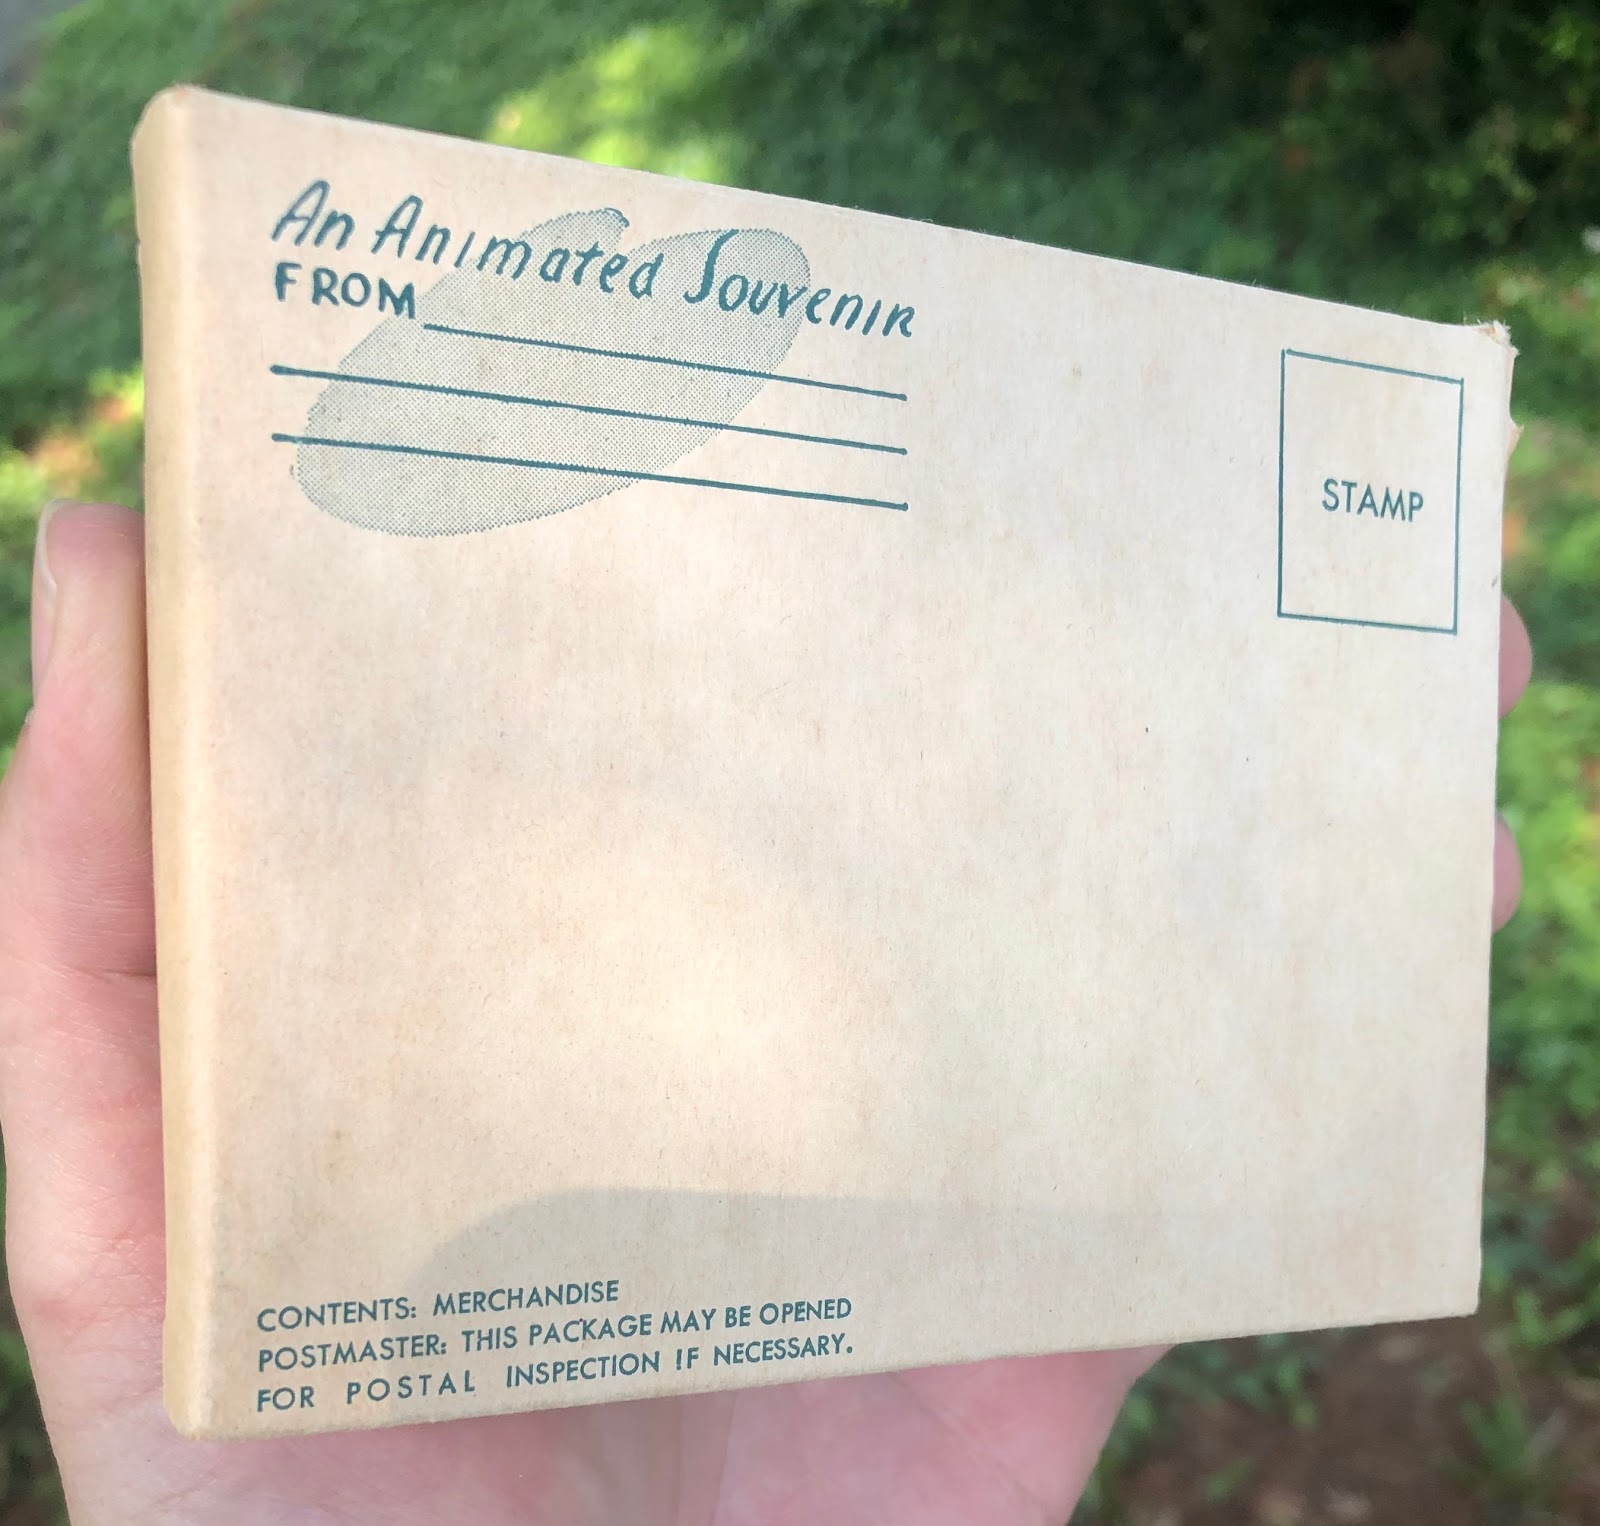 An Animated Souvenir
FROM
STAMP
CONTENTS: MERCHANDISE
POSTMASTER: THIS PACKAGE MAY BE OPENED
FOR POSTAL INSPECTION IF NECESSARY.